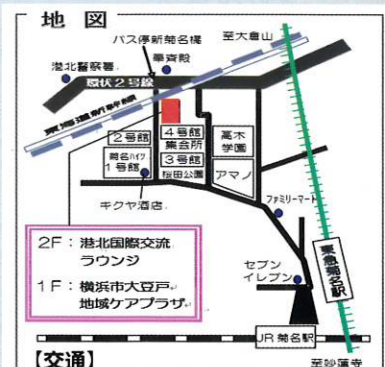 地図
バス停新菊名橋
至大倉山
華齊殿
港北警察署
環状2号線
東海道新幹線
2号館
菊名ハイツ
1号館
4号館
集会所
3号館
桜田公園
高木
学園
アマノ
キクヤ酒店
ファミリーマート
セブン
イレブン
東急菊名駅
2F:港北国際交流
ラウンジ
1F:横浜市大豆戸
地域ケアプラザ
JR菊名駅
【交通】
至妙蓮寺